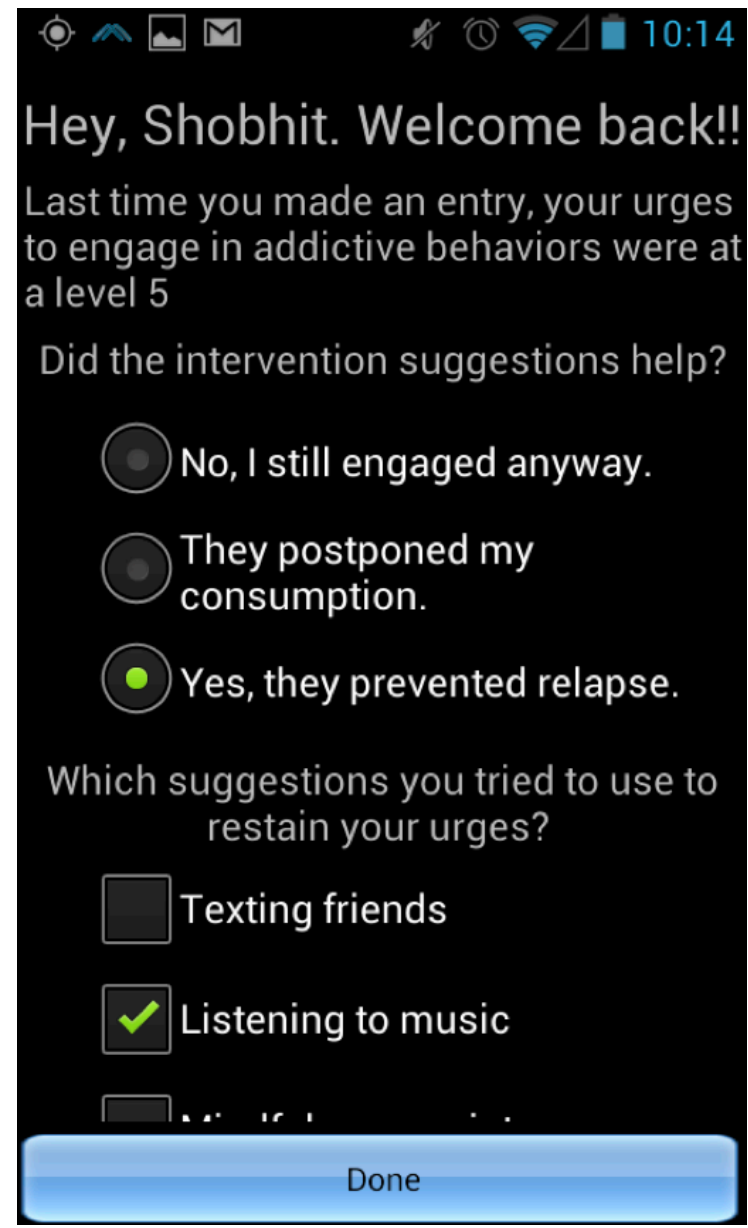 10:14
Hey, Shobhit. Welcome back!!
Last time you made an entry, your urges
to engage in addictive behaviors were at
a level 5
Did the intervention suggestions help?
No, I still engaged anyway.
They postponed my
consumption.
Yes, they prevented relapse.
Which suggestions you tried to use to
restain your urges?
Texting friends
Listening to music
Done